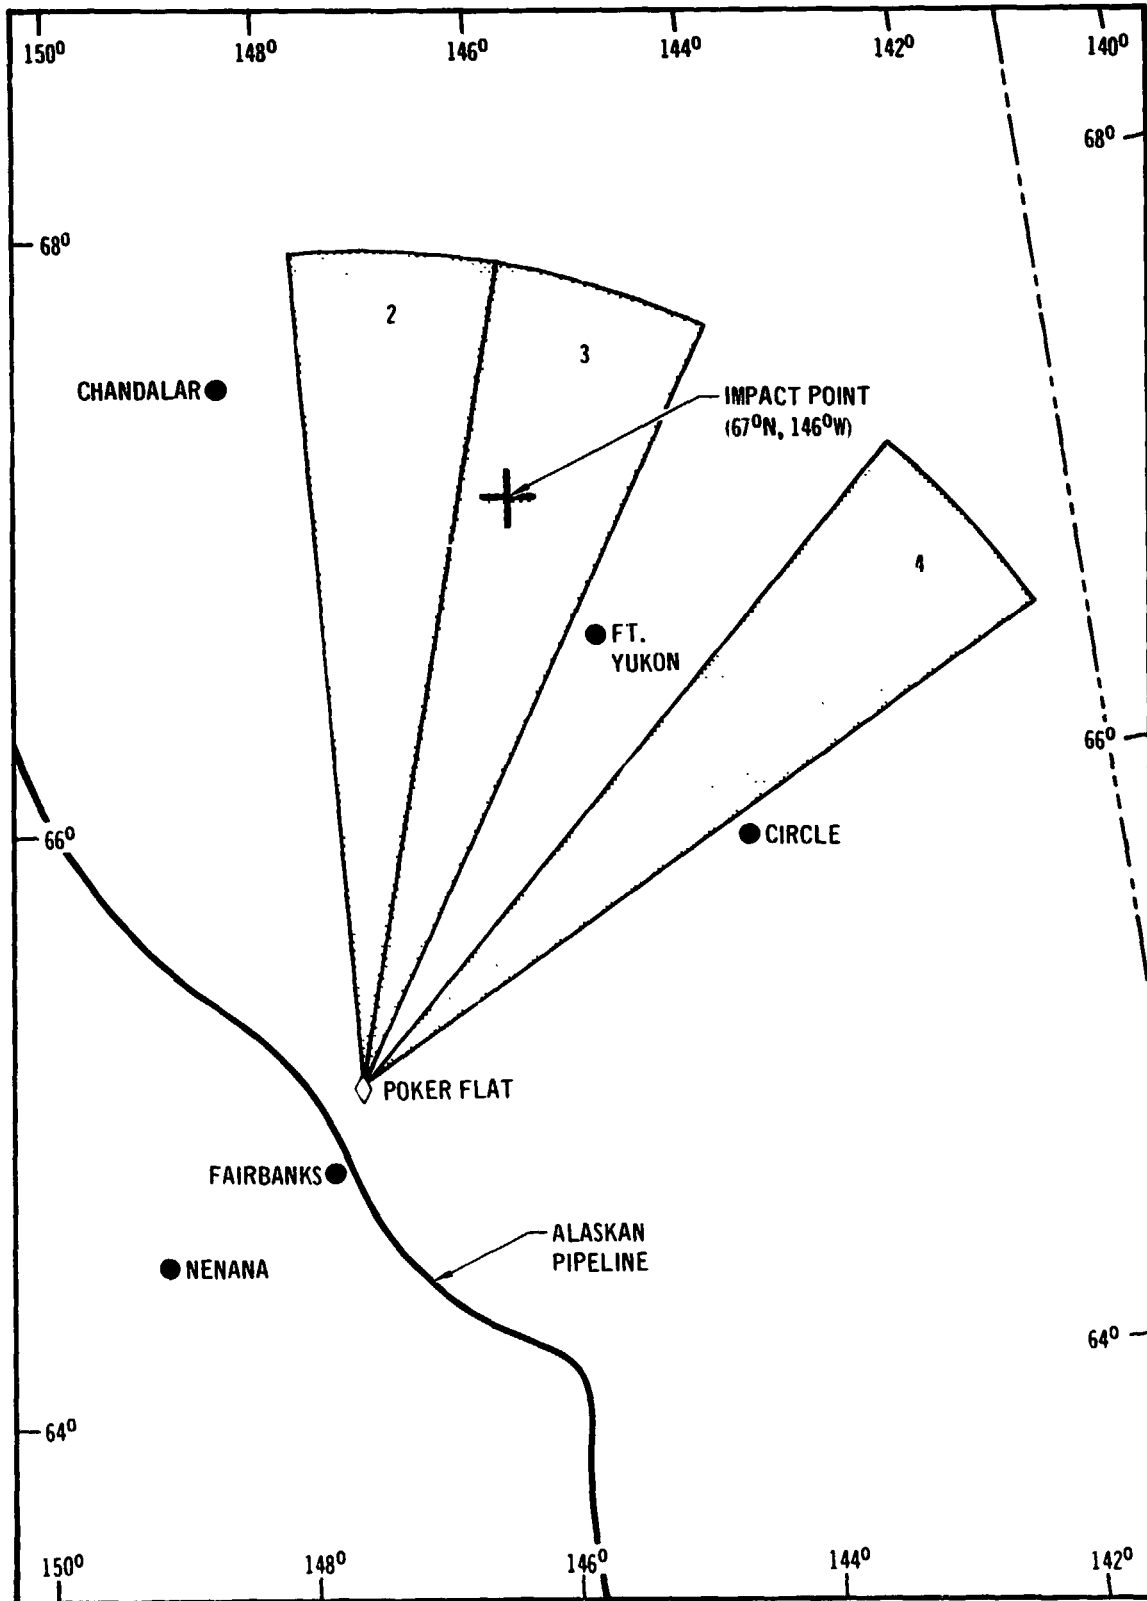 150⁰ 148⁰ 146⁰ 144⁰ 142⁰ 140⁰
68⁰
68⁰
2
3
CHANDALAR
IMPACT POINT
(67⁰N, 146⁰W)
4
FT.
YUKON
66⁰
66⁰
CIRCLE
POKER FLAT
FAIRBANKS
ALASKAN
PIPELINE
NENANA
64⁰
64⁰
150⁰ 148⁰ 146⁰ 144⁰ 142⁰